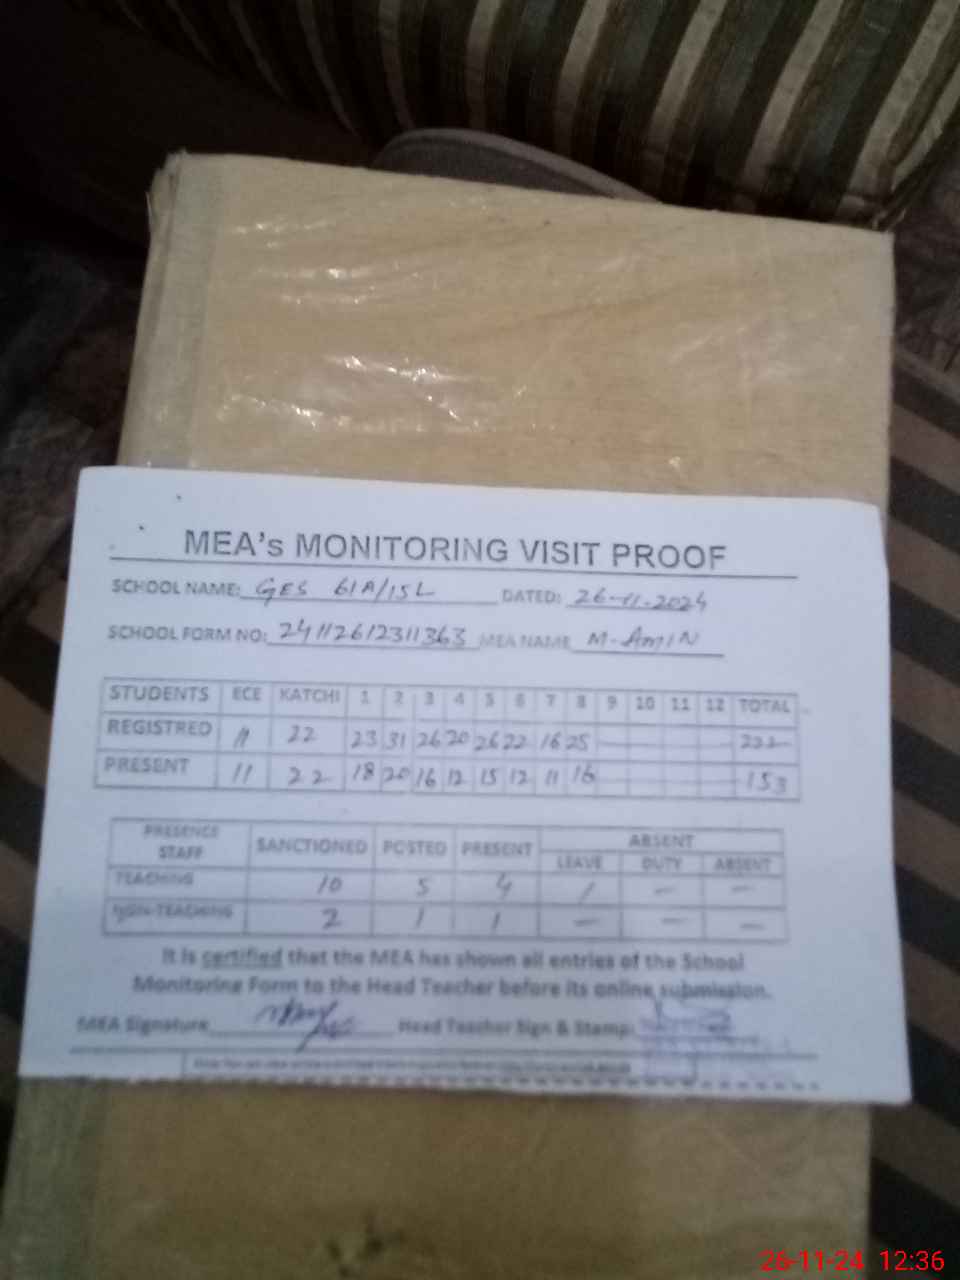 MEA's MONITORING VISIT PROOF
SCHOOL NAME: GES 61A/15L DATED: 26-11-2024
SCHOOL FORM NO: 24112612311363 MEA NAME M-AMIN
STUDENTS ECE KATCHI 1 2 3 4 5 6 7 8 9 10 11 12 TOTAL
REGISTRED 11 22 23 31 26 20 26 22 16 25 222
PRESENT 11 22 18 20 16 12 15 12 11 16 153
PRESENCE STAFF SANCTIONED POSTED PRESENT ABSENT
LEAVE DUTY ABSENT
TEACHING 10 5 4 1 — —
NON-TEACHING 2 1 1 — — —
It is certified that the MEA has shown all entries of the School
Monitoring Form to the Head Teacher before its online submission.
MEA Signature Head Teacher Sign & Stamp:
26-11-24 12:36